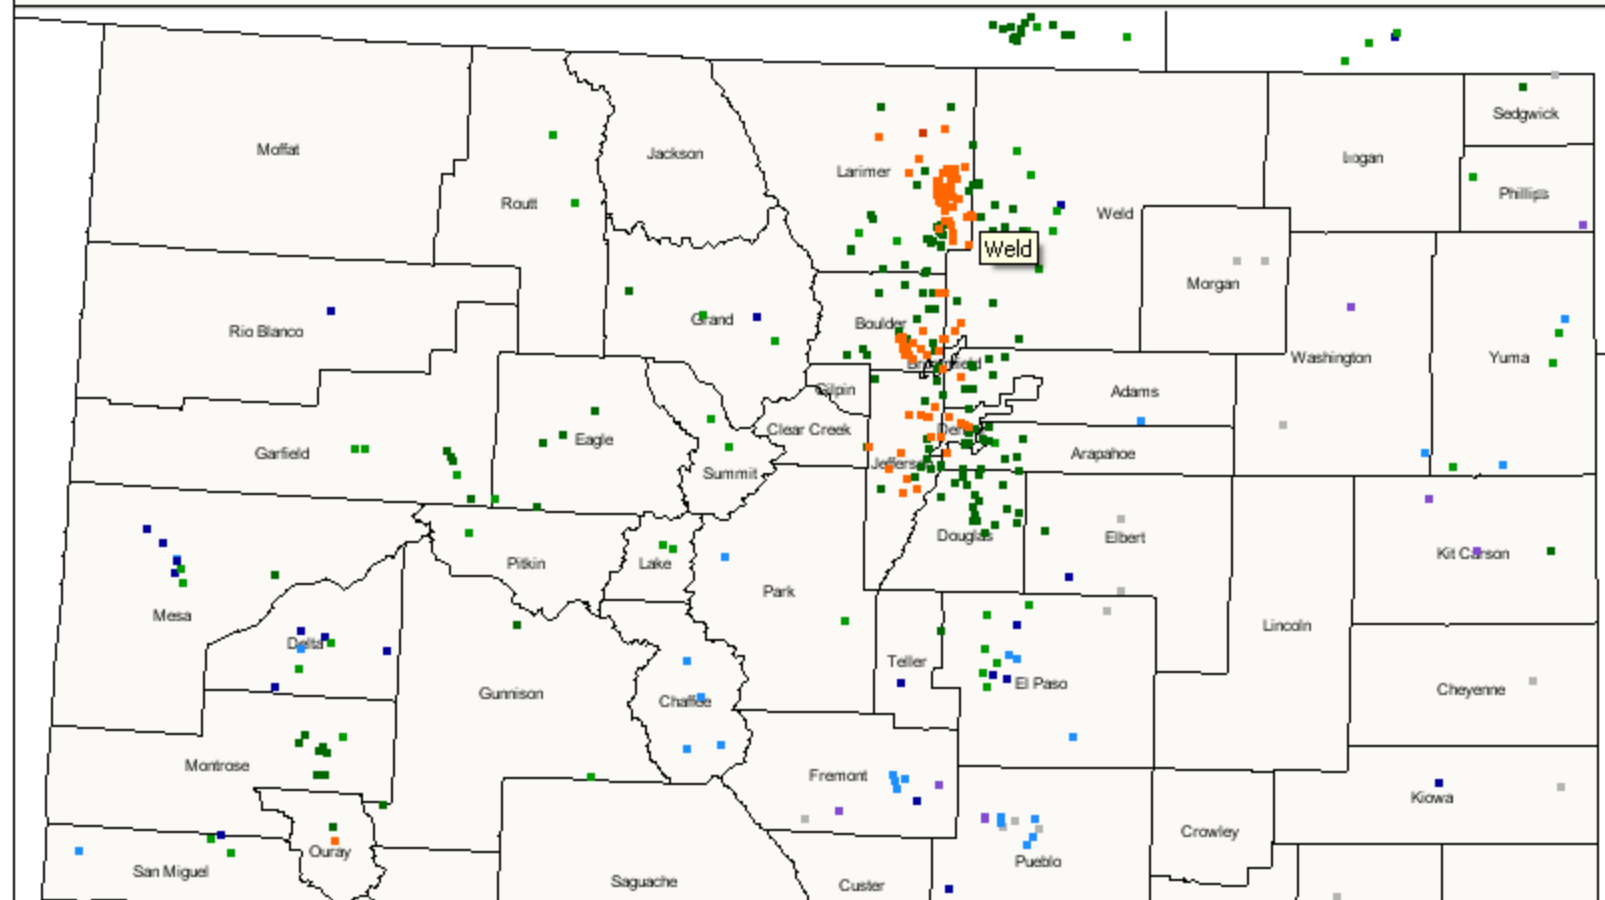 Sedgwick
Moffat
Jackson
Logan
Larimer
Phillips
Routt
Weld
Weld
Morgan
Grand
Boulder
Rio Blanco
Washington
Yuma
Broomfield
Gilpin
Adams
Clear Creek
Eagle
Garfield
Arapahoe
Jefferson
Summit
Douglas
Elbert
Kit Carson
Pitkin
Lake
Park
Mesa
Lincoln
Delta
Teller
El Paso
Cheyenne
Gunnison
Chaffee
Montrose
Fremont
Kiowa
Crowley
Ouray
Pueblo
San Miguel
Saguache
Custer